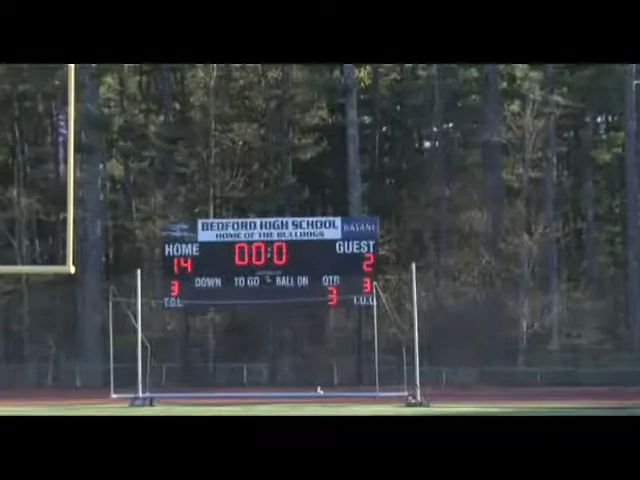 BEDFORD HIGH SCHOOL
HOME OF THE BULLDOGS
DASANI
HOME 00:0 GUEST
14 2
DOWN TO GO BALL ON QTR
3 3 3
T.O.L. T.O.L.